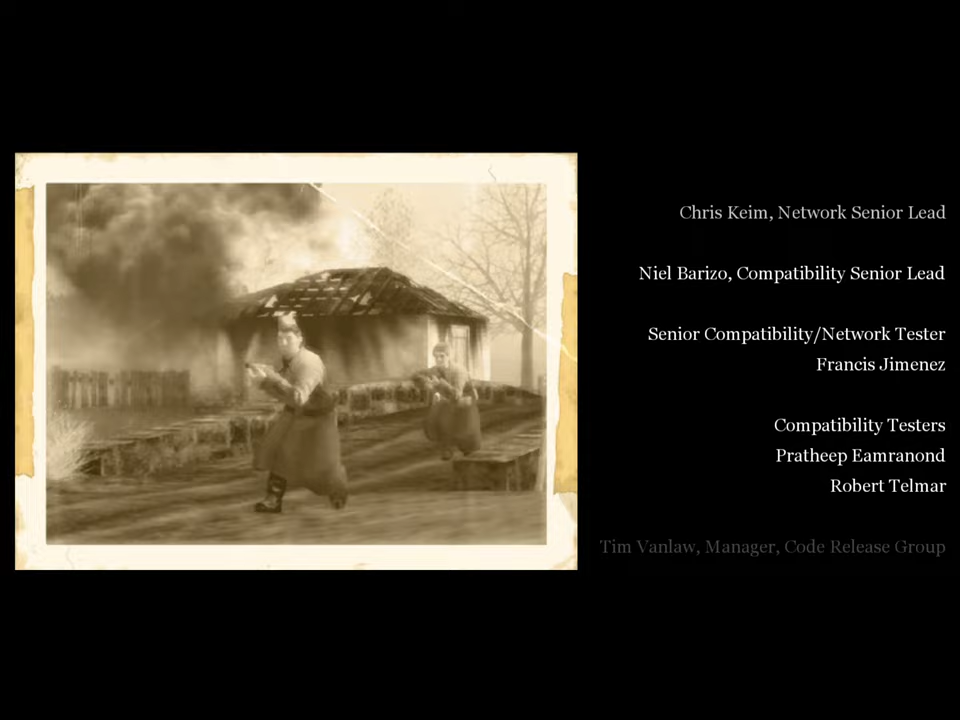 Chris Keim, Network Senior Lead
Niel Barizo, Compatibility Senior Lead
Senior Compatibility/Network Tester
Francis Jimenez
Compatibility Testers
Pratheep Eamranond
Robert Telmar
Tim Vanlaw, Manager, Code Release Group